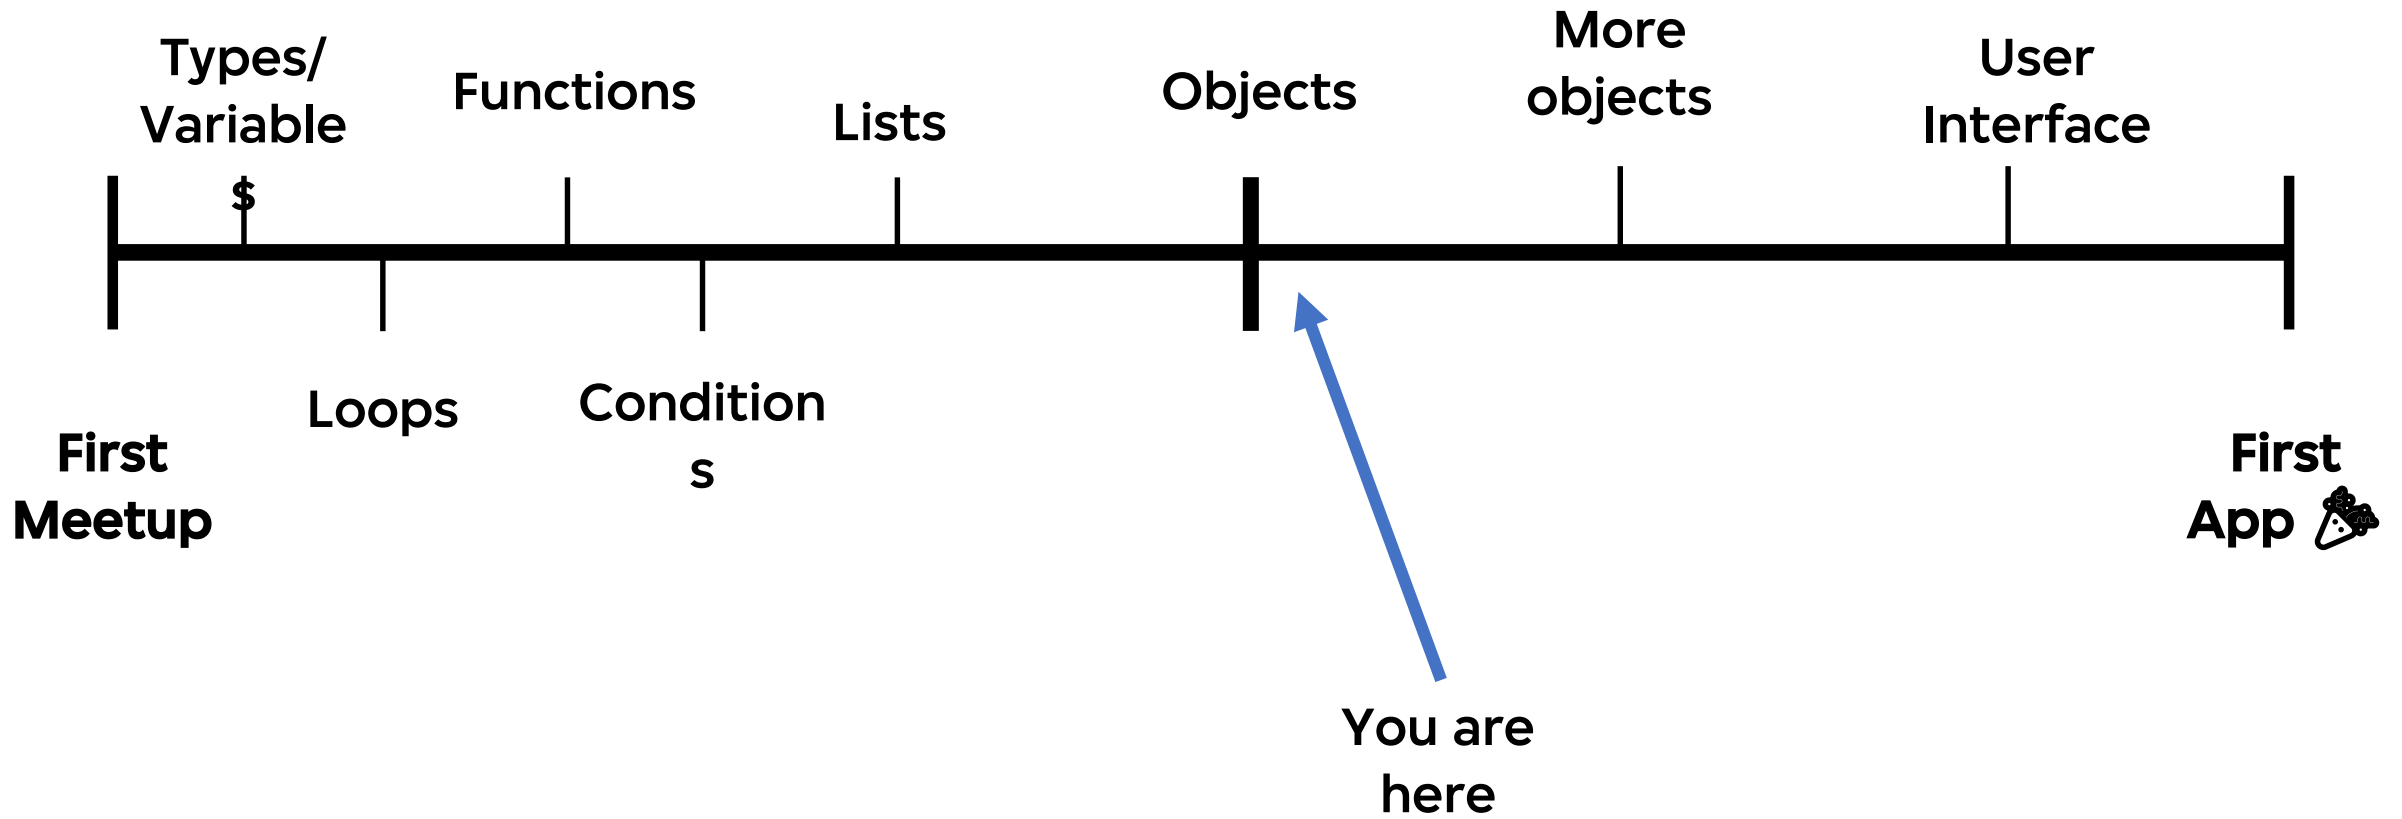 Types/
Variable
s
Functions
Lists
Objects
More
objects
User
Interface
Loops
Condition
s
First
Meetup
First
App 🎉
You are
here